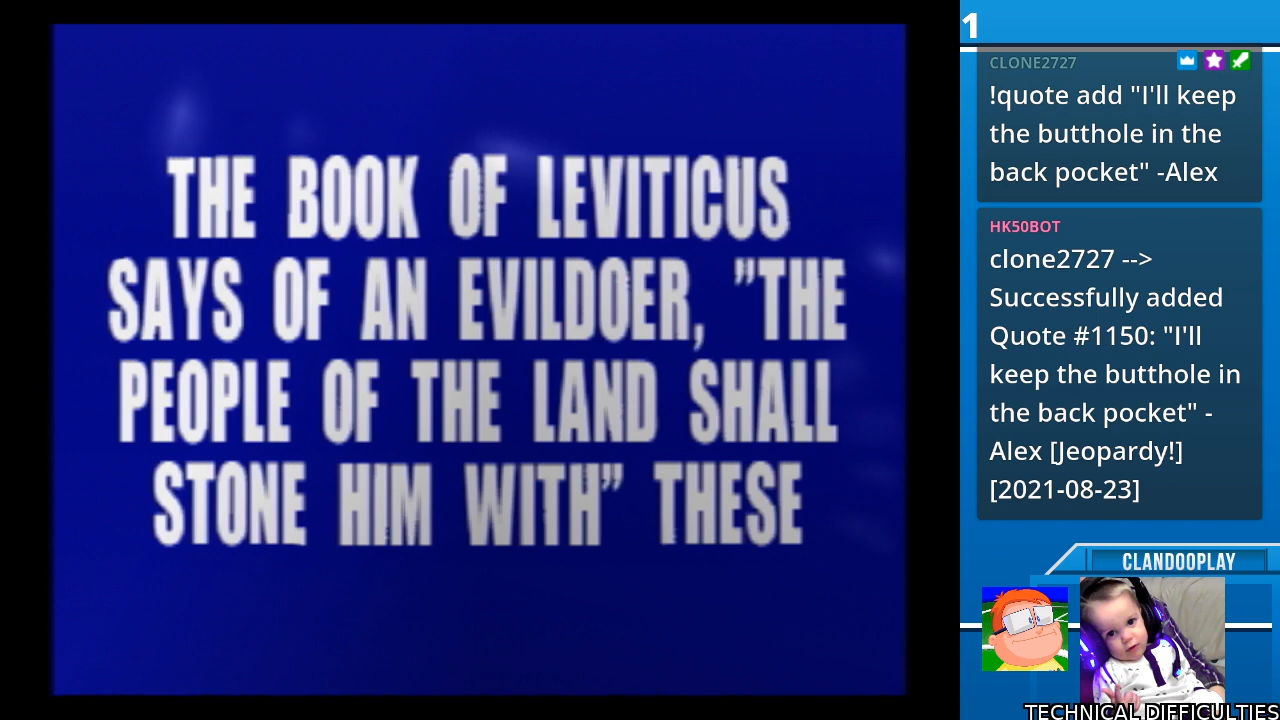 THE BOOK OF LEVITICUS
SAYS OF AN EVILDOER, "THE
PEOPLE OF THE LAND SHALL
STONE HIM WITH" THESE
1
CLONE2727
!quote add "I'll keep
the butthole in the
back pocket" -Alex
HK50BOT
clone2727 -->
Successfully added
Quote #1150: "I'll
keep the butthole in
the back pocket" -
Alex [Jeopardy!]
[2021-08-23]
CLANDOOPLAY
TECHNICAL DIFFICULTIES